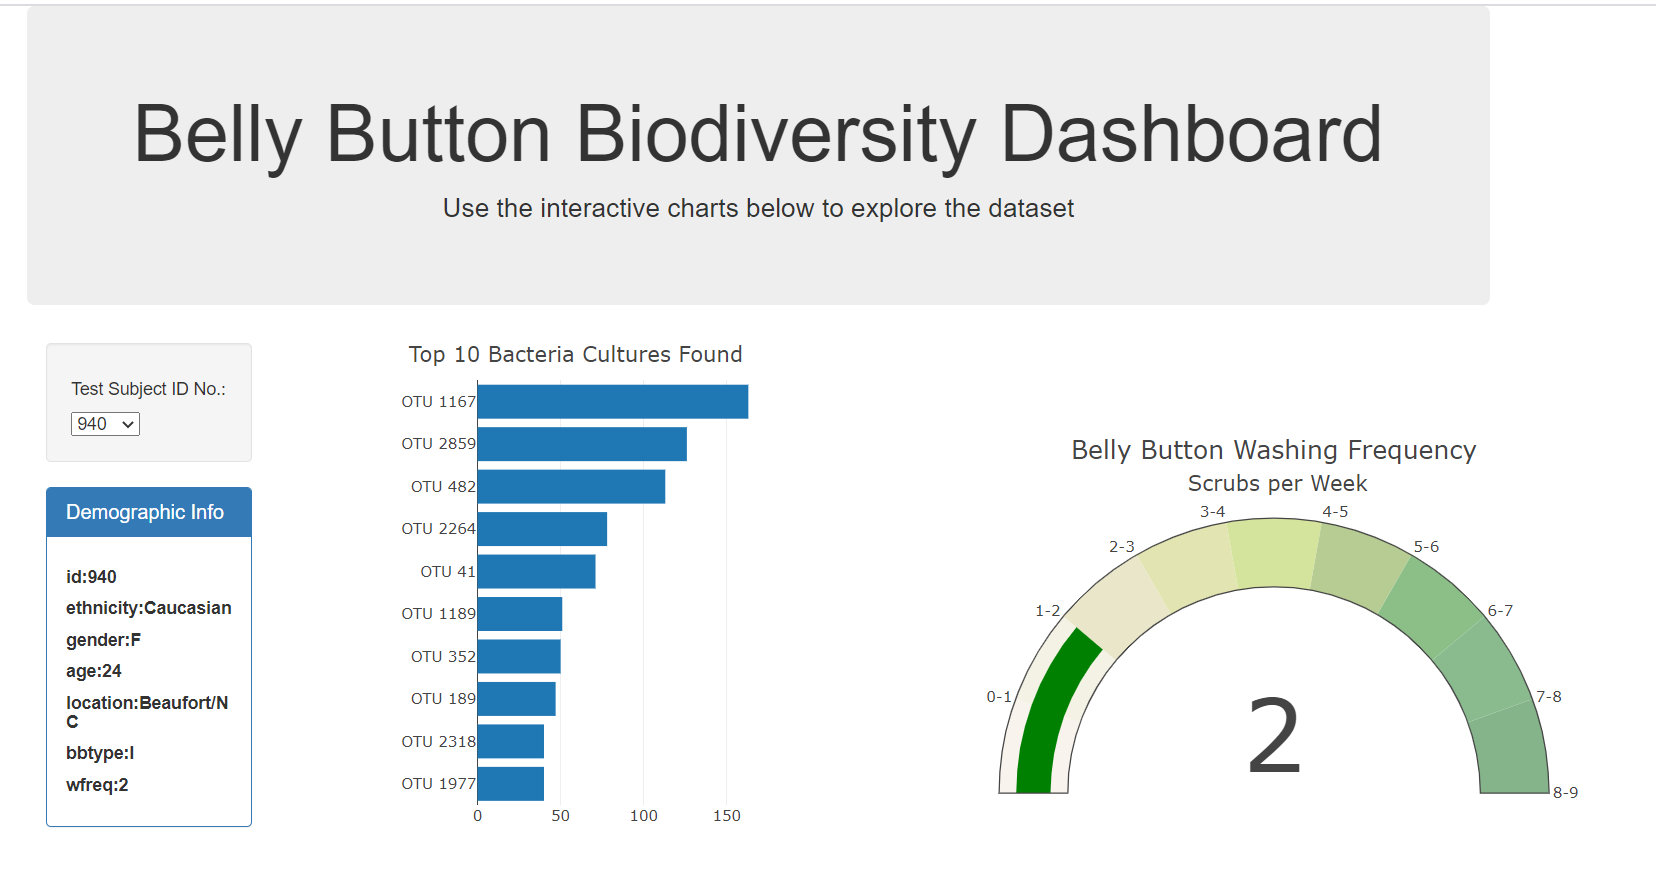 Belly Button Biodiversity Dashboard
Use the interactive charts below to explore the dataset
Test Subject ID No.:
940
Demographic Info
id:940
ethnicity:Caucasian
gender:F
age:24
location:Beaufort/N
C
bbtype:I
wfreq:2
Top 10 Bacteria Cultures Found
OTU 1167
OTU 2859
OTU 482
OTU 2264
OTU 41
OTU 1189
OTU 352
OTU 189
OTU 2318
OTU 1977
0 50 100 150
Belly Button Washing Frequency
Scrubs per Week
0-1
1-2
2-3
3-4
4-5
5-6
6-7
7-8
8-9
2